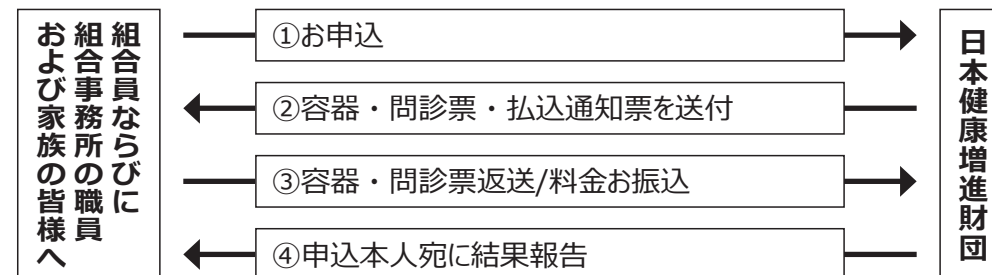 組合員ならびに
組合事務所の職員
および家族の皆様へ
①お申込
②容器・問診票・払込通知票を送付
③容器・問診票返送/料金お振込
④申込本人宛に結果報告
日本健康増進財団